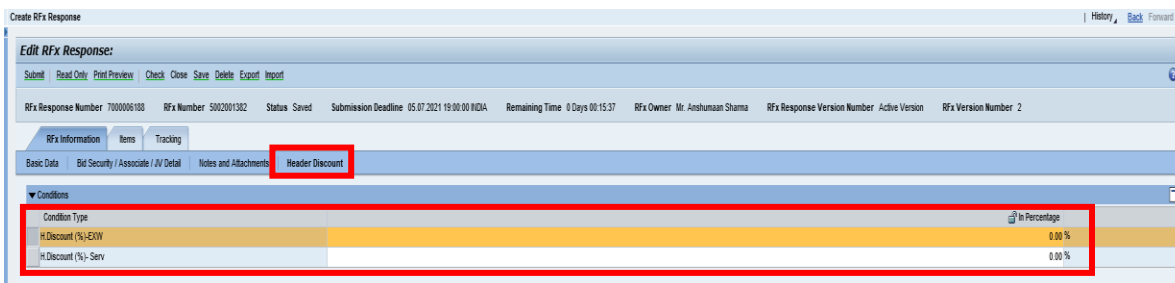 Create RFx Response | History Back Forward
Edit RFx Response:
Submit | Read Only Print Preview | Check Close Save Delete Export Import
RFx Response Number 7000006188 RFx Number 5002001382 Status Saved Submission Deadline 05.07.2021 19:00:00 INDIA Remaining Time 0 Days 00:15:37 RFx Owner Mr. Anshumaan Sharma RFx Response Version Number Active Version RFx Version Number 2
RFx Information Items Tracking
Basic Data | Bid Security / Associate / JV Detail | Notes and Attachments | Header Discount
Conditions
Condition Type In Percentage
H.Discount (%)-EXW 0.00 %
H.Discount (%)- Serv 0.00 %